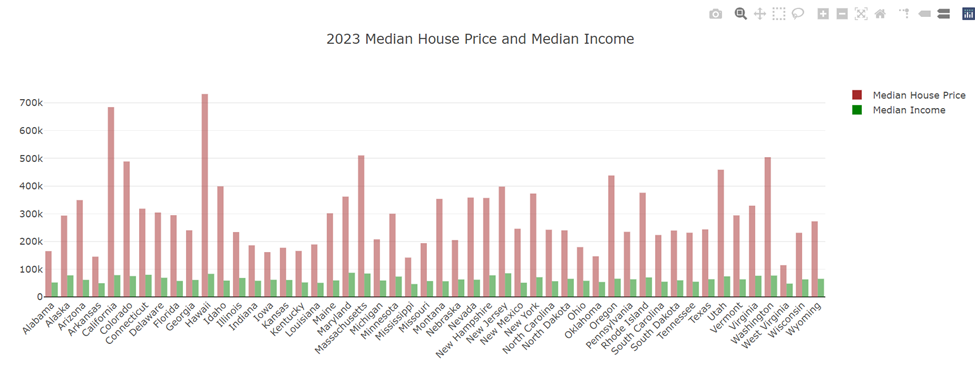 2023 Median House Price and Median Income
Median House Price
Median Income
700k
600k
500k
400k
300k
200k
100k
0
Alabama
Alaska
Arizona
Arkansas
California
Colorado
Connecticut
Delaware
Florida
Georgia
Hawaii
Idaho
Illinois
Indiana
Iowa
Kansas
Kentucky
Louisiana
Maine
Maryland
Massachusetts
Michigan
Minnesota
Mississippi
Missouri
Montana
Nebraska
Nevada
New Hampshire
New Jersey
New Mexico
New York
North Carolina
North Dakota
Ohio
Oklahoma
Oregon
Pennsylvania
Rhode Island
South Carolina
South Dakota
Tennessee
Texas
Utah
Vermont
Virginia
Washington
West Virginia
Wisconsin
Wyoming